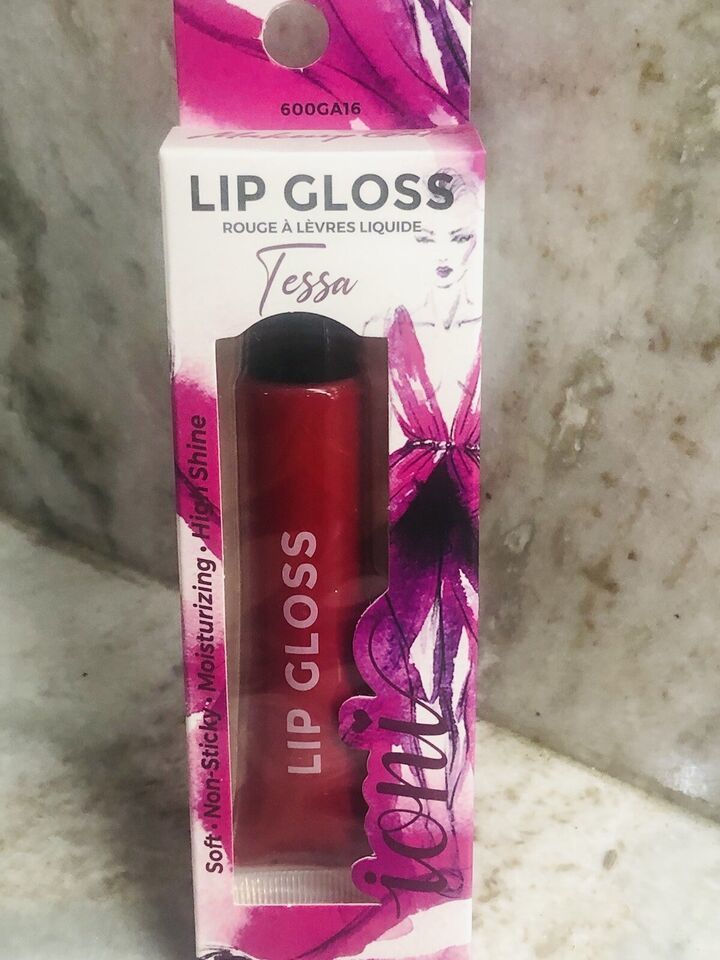 600GA16
LIP GLOSS
ROUGE À LÈVRES LIQUIDE
Tessa
Soft • Non-Sticky • Moisturizing • High Shine
LIP GLOSS
ioni